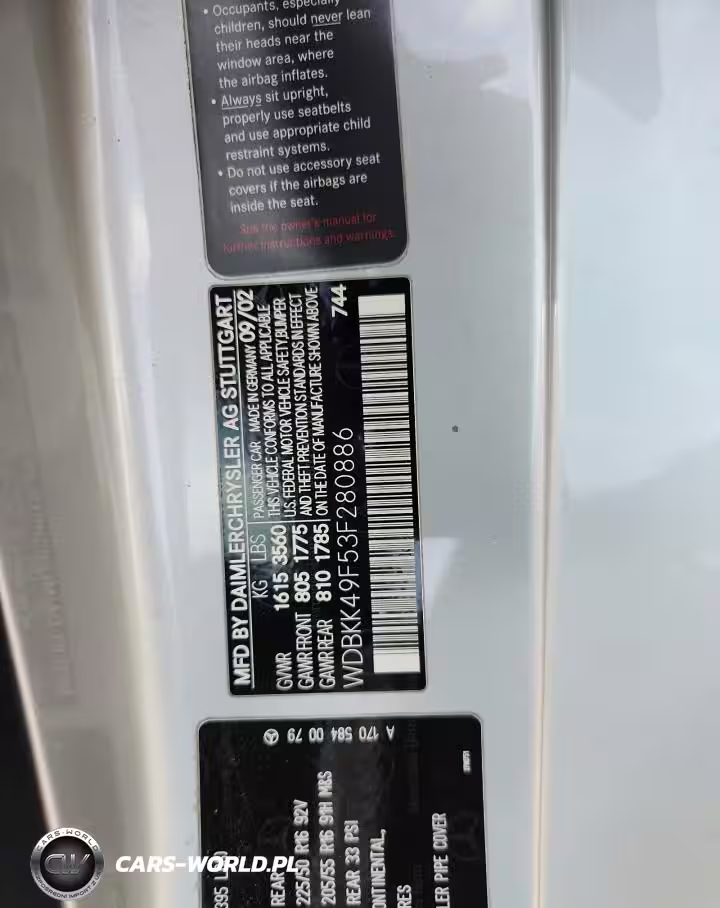 • Occupants, especially
children, should never lean
their heads near the
window area, where
the airbag inflates.
• Always sit upright,
properly use seatbelts
and use appropriate child
restraint systems.
• Do not use accessory seat
covers if the airbags are
inside the seat.
See the owner's manual for
further instructions and warnings.
MFD BY DAIMLERCHRYSLER AG STUTTGART
KG LBS PASSENGER CAR MADE IN GERMANY 09/02
GVWR 1615 3560
GAWR FRONT 805 1775
GAWR REAR 810 1785
THIS VEHICLE CONFORMS TO ALL APPLICABLE
U.S. FEDERAL MOTOR VEHICLE SAFETY, BUMPER
AND THEFT PREVENTION STANDARDS IN EFFECT
ON THE DATE OF MANUFACTURE SHOWN ABOVE
WDBKK49F53F280886 744
A 170 584 00 79
REAR
225/50 R16 92V
205/55 R16 91H M&S
REAR 33 PSI
CARS-WORLD
CW
CARS-WORLD.PL